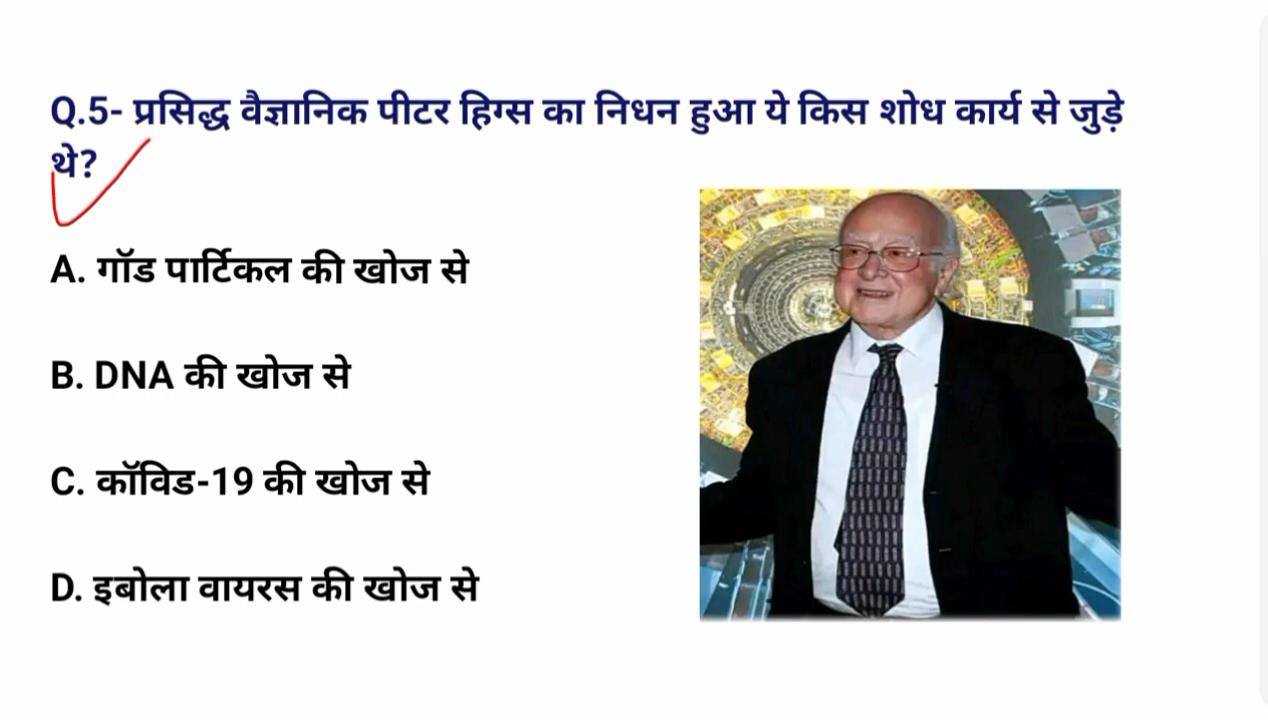 Q.5- प्रसिद्ध वैज्ञानिक पीटर हिग्स का निधन हुआ ये किस शोध कार्य से जुड़े
थे?
A. गॉड पार्टिकल की खोज से
B. DNA की खोज से
C. कॉविड-19 की खोज से
D. इबोला वायरस की खोज से